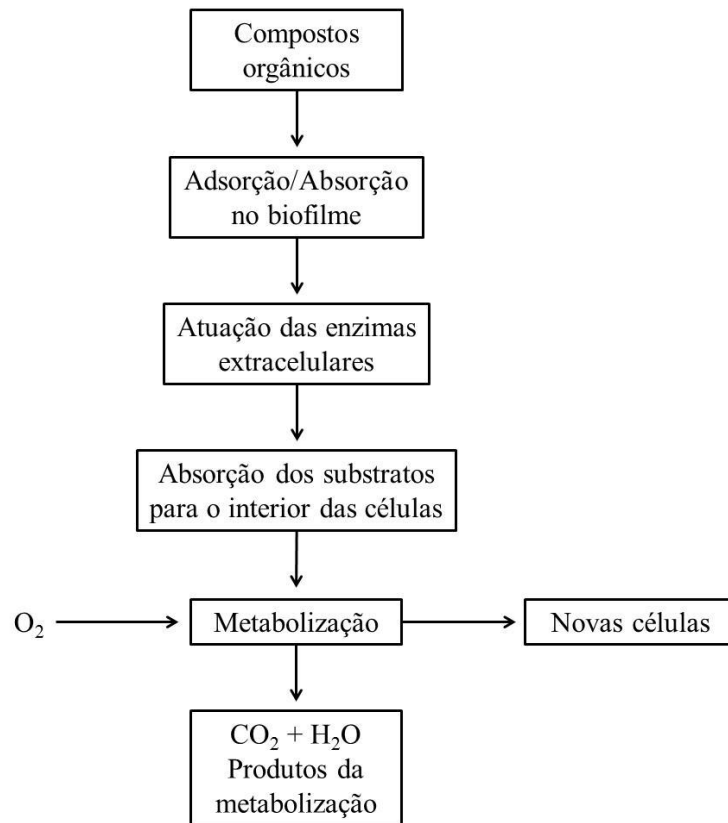 Compostos
orgânicos
Adsorção/Absorção
no biofilme
Atuação das enzimas
extracelulares
Absorção dos substratos
para o interior das células
O₂
Metabolização
Novas células
CO₂ + H₂O
Produtos da
metabolização